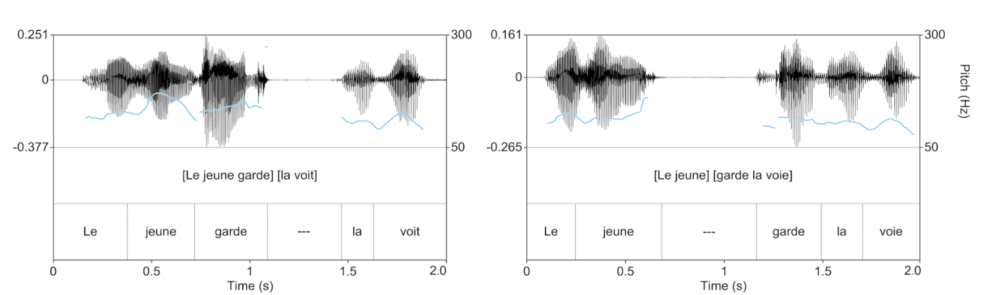 0.251
300
0
-0.377
50
[Le jeune garde] [la voit]
Le jeune garde --- la voit
0 0.5 1 1.5 2.0
Time (s)
0.161
300
0
-0.265
50
Pitch (Hz)
[Le jeune] [garde la voie]
Le jeune --- garde la voie
0 0.5 1 1.5 2.0
Time (s)